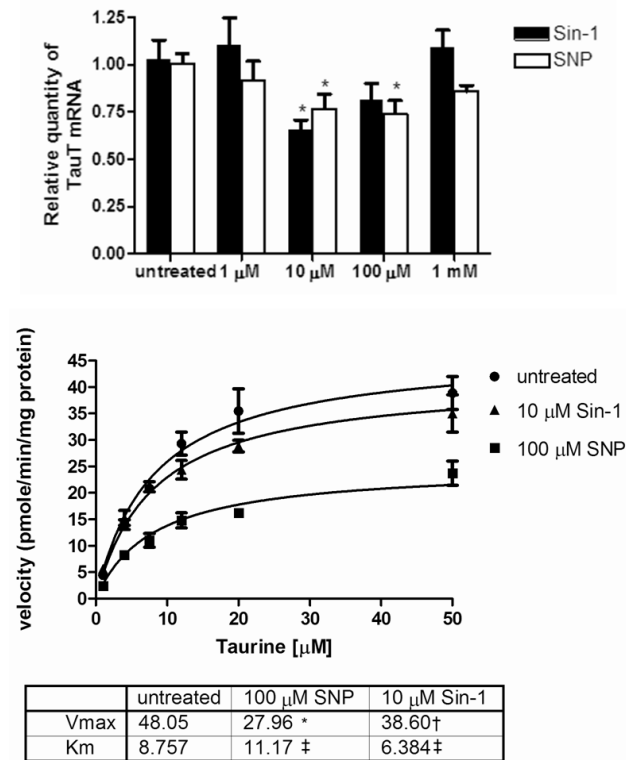 Relative quantity of
TauT mRNA
1.25
1.00
0.75
0.50
0.25
0.00
* * *
untreated 1 μM 10 μM 100 μM 1 mM
Sin-1
SNP
velocity (pmole/min/mg protein)
45
40
35
30
25
20
15
10
5
0
0 10 20 30 40 50
Taurine [μM]
untreated
10 μM Sin-1
100 μM SNP
untreated 100 μM SNP 10 μM Sin-1
Vmax 48.05 27.96 * 38.60†
Km 8.757 11.17 ‡ 6.384‡